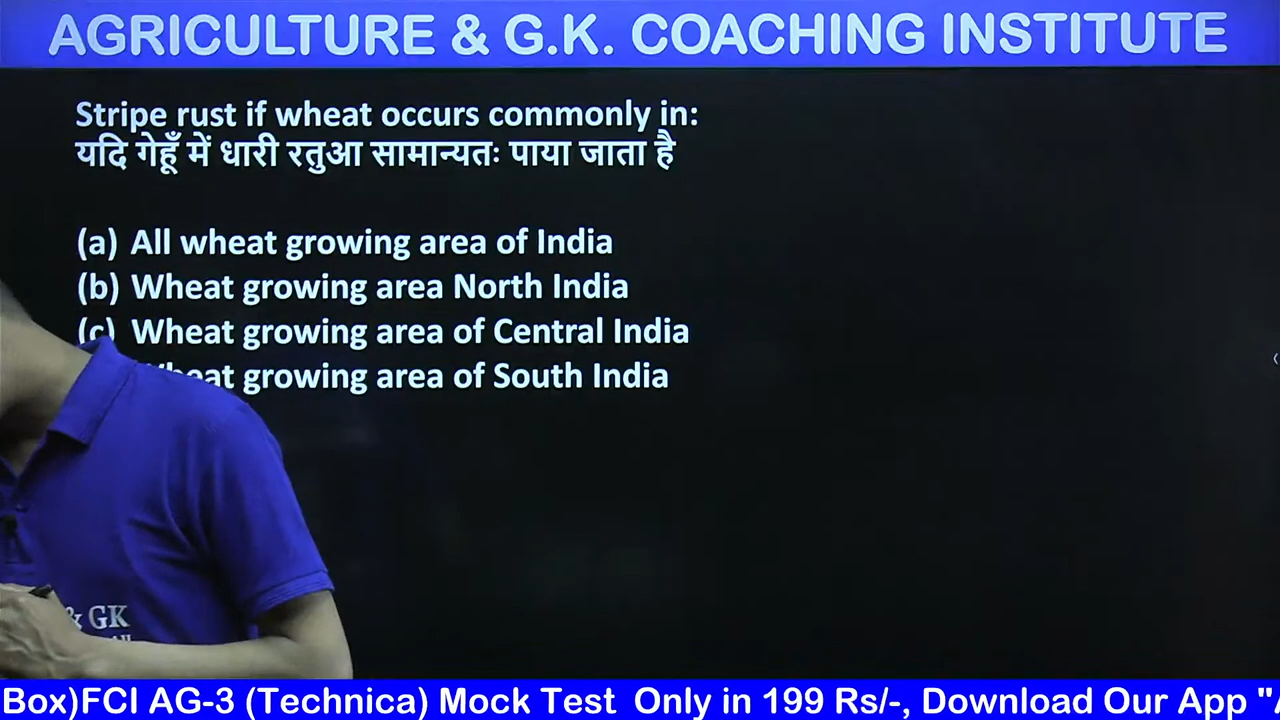 AGRICULTURE & G.K. COACHING INSTITUTE
Stripe rust if wheat occurs commonly in:
यदि गेहूँ में धारी रतुआ सामान्यतः पाया जाता है
(a) All wheat growing area of India
(b) Wheat growing area North India
(c) Wheat growing area of Central India
Wheat growing area of South India
& GK
Box)FCI AG-3 (Technica) Mock Test Only in 199 Rs/-, Download Our App "